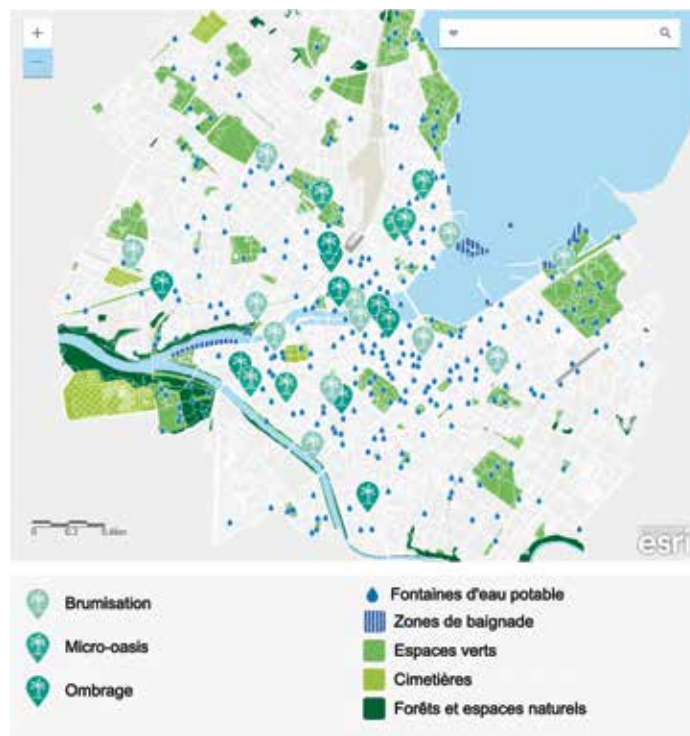 +
−
esri
Brumisation
Micro-oasis
Ombrage
Fontaines d'eau potable
Zones de baignade
Espaces verts
Cimetières
Forêts et espaces naturels